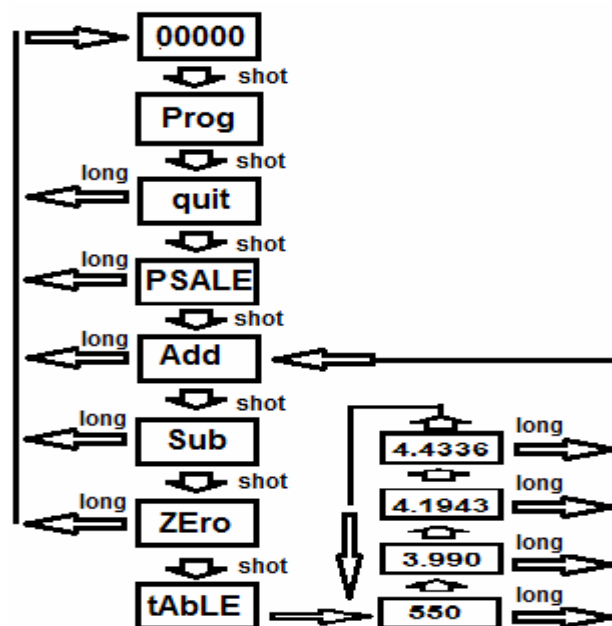 00000
shot
Prog
shot
long
quit
shot
long
PSALE
shot
long
Add
shot
long
Sub
shot
long
ZEro
shot
tAbLE
4.4336
long
4.1943
long
3.990
long
550
long